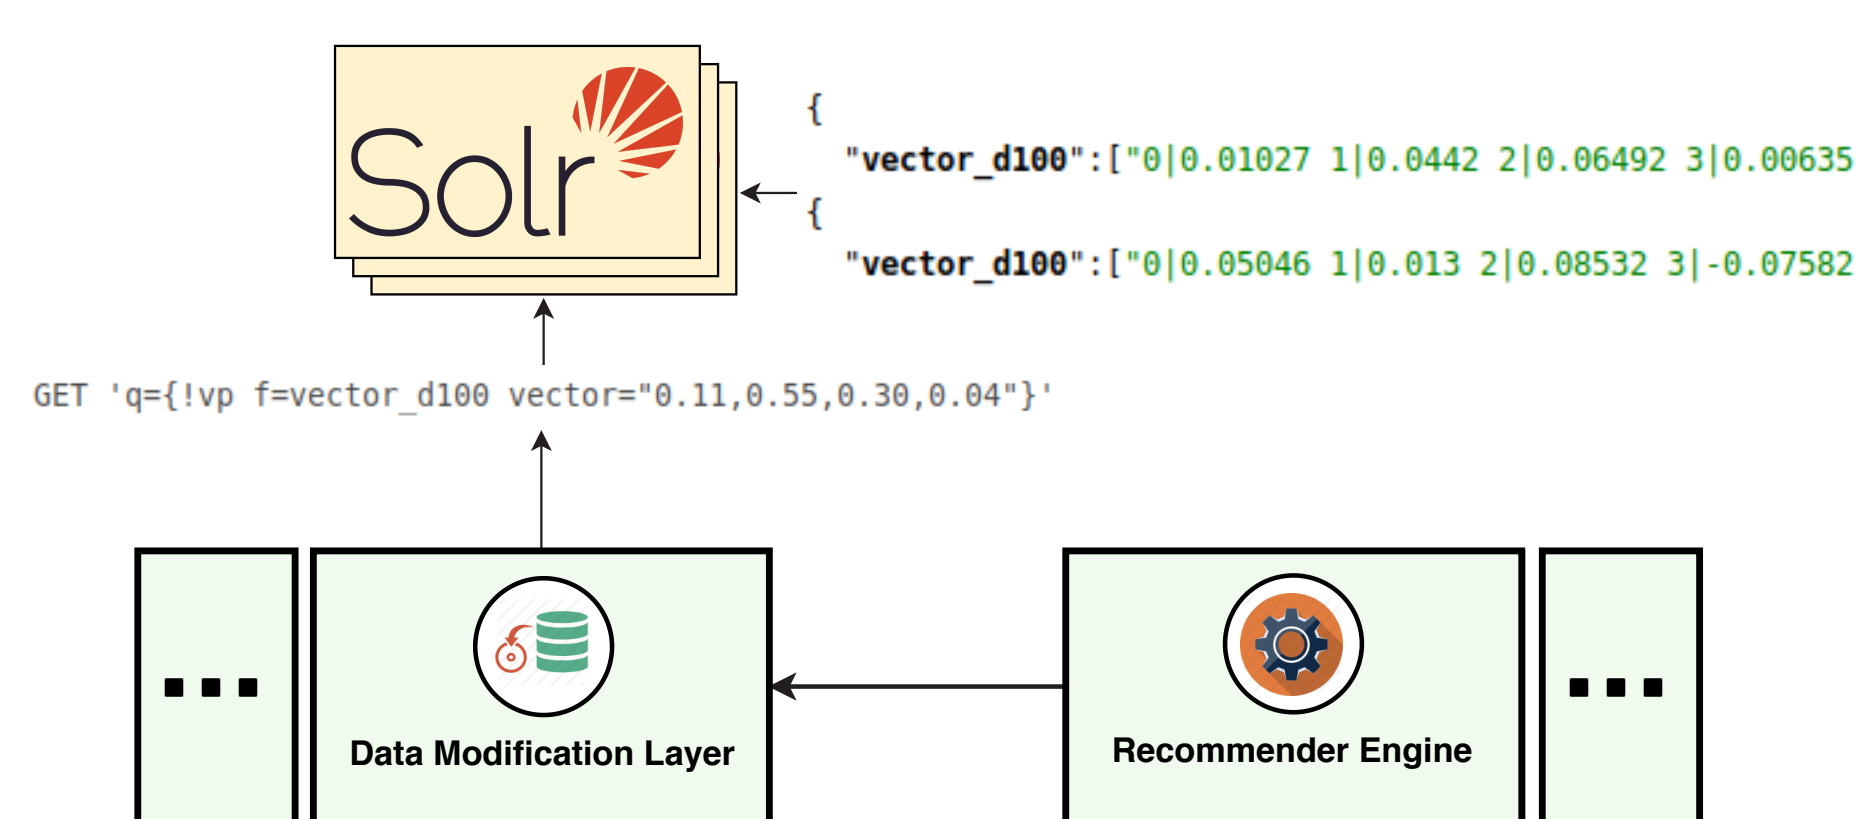 Solr
{
"vector_d100":["0|0.01027 1|0.0442 2|0.06492 3|0.00635
{
"vector_d100":["0|0.05046 1|0.013 2|0.08532 3|-0.07582
GET 'q={!vp f=vector_d100 vector="0.11,0.55,0.30,0.04"}'
Data Modification Layer
Recommender Engine